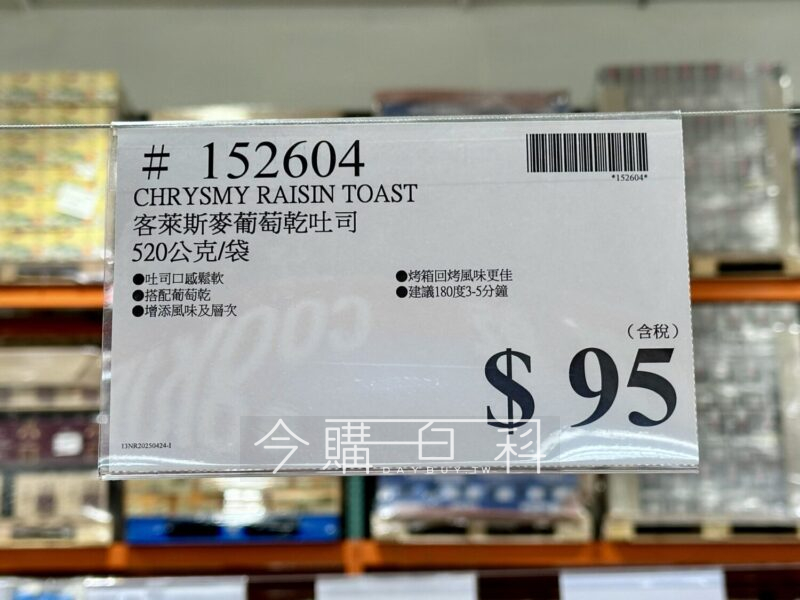 # 152604
*152604*
CHRYSMY RAISIN TOAST
客萊斯麥葡萄乾吐司
520公克/袋
●吐司口感鬆軟
●搭配葡萄乾
●增添風味及層次
●烤箱回烤風味更佳
●建議180度3-5分鐘
（含稅）
$ 95
13NR20250424-1
今購百科
DAYBUY.TW